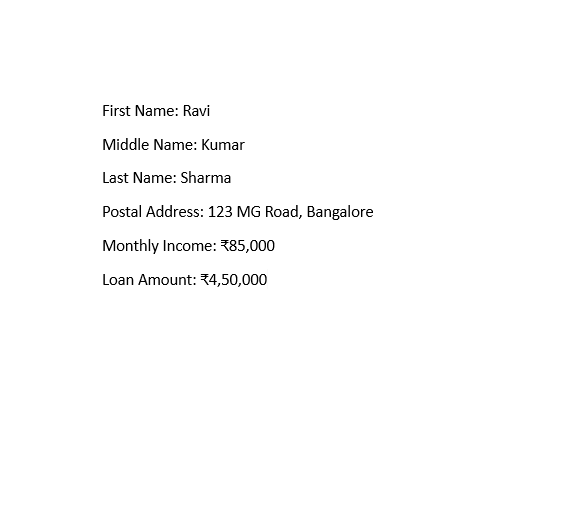 First Name: Ravi
Middle Name: Kumar
Last Name: Sharma
Postal Address: 123 MG Road, Bangalore
Monthly Income: ₹85,000
Loan Amount: ₹4,50,000